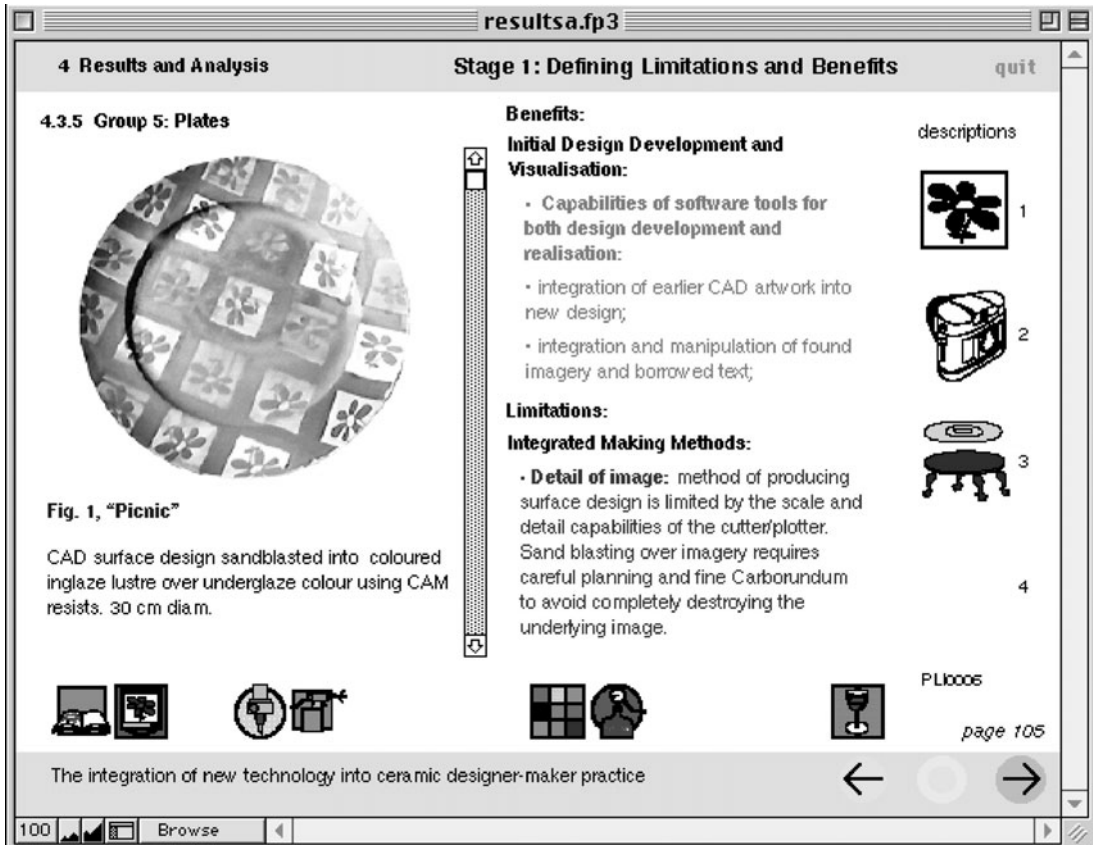 resultsa.fp3
4 Results and Analysis
Stage 1: Defining Limitations and Benefits
quit
4.3.5 Group 5: Plates
Fig. 1, “Picnic”
CAD surface design sandblasted into coloured
inglaze lustre over underglaze colour using CAM
resists. 30 cm diam.
Benefits:
Initial Design Development and
Visualisation:
· Capabilities of software tools for
both design development and
realisation:
· integration of earlier CAD artwork into
new design;
· integration and manipulation of found
imagery and borrowed text;
Limitations:
Integrated Making Methods:
· Detail of image: method of producing
surface design is limited by the scale and
detail capabilities of the cutter/plotter.
Sand blasting over imagery requires
careful planning and fine Carborundum
to avoid completely destroying the
underlying image.
descriptions
1
2
3
4
PLI0006
page 105
The integration of new technology into ceramic designer-maker practice
100
Browse